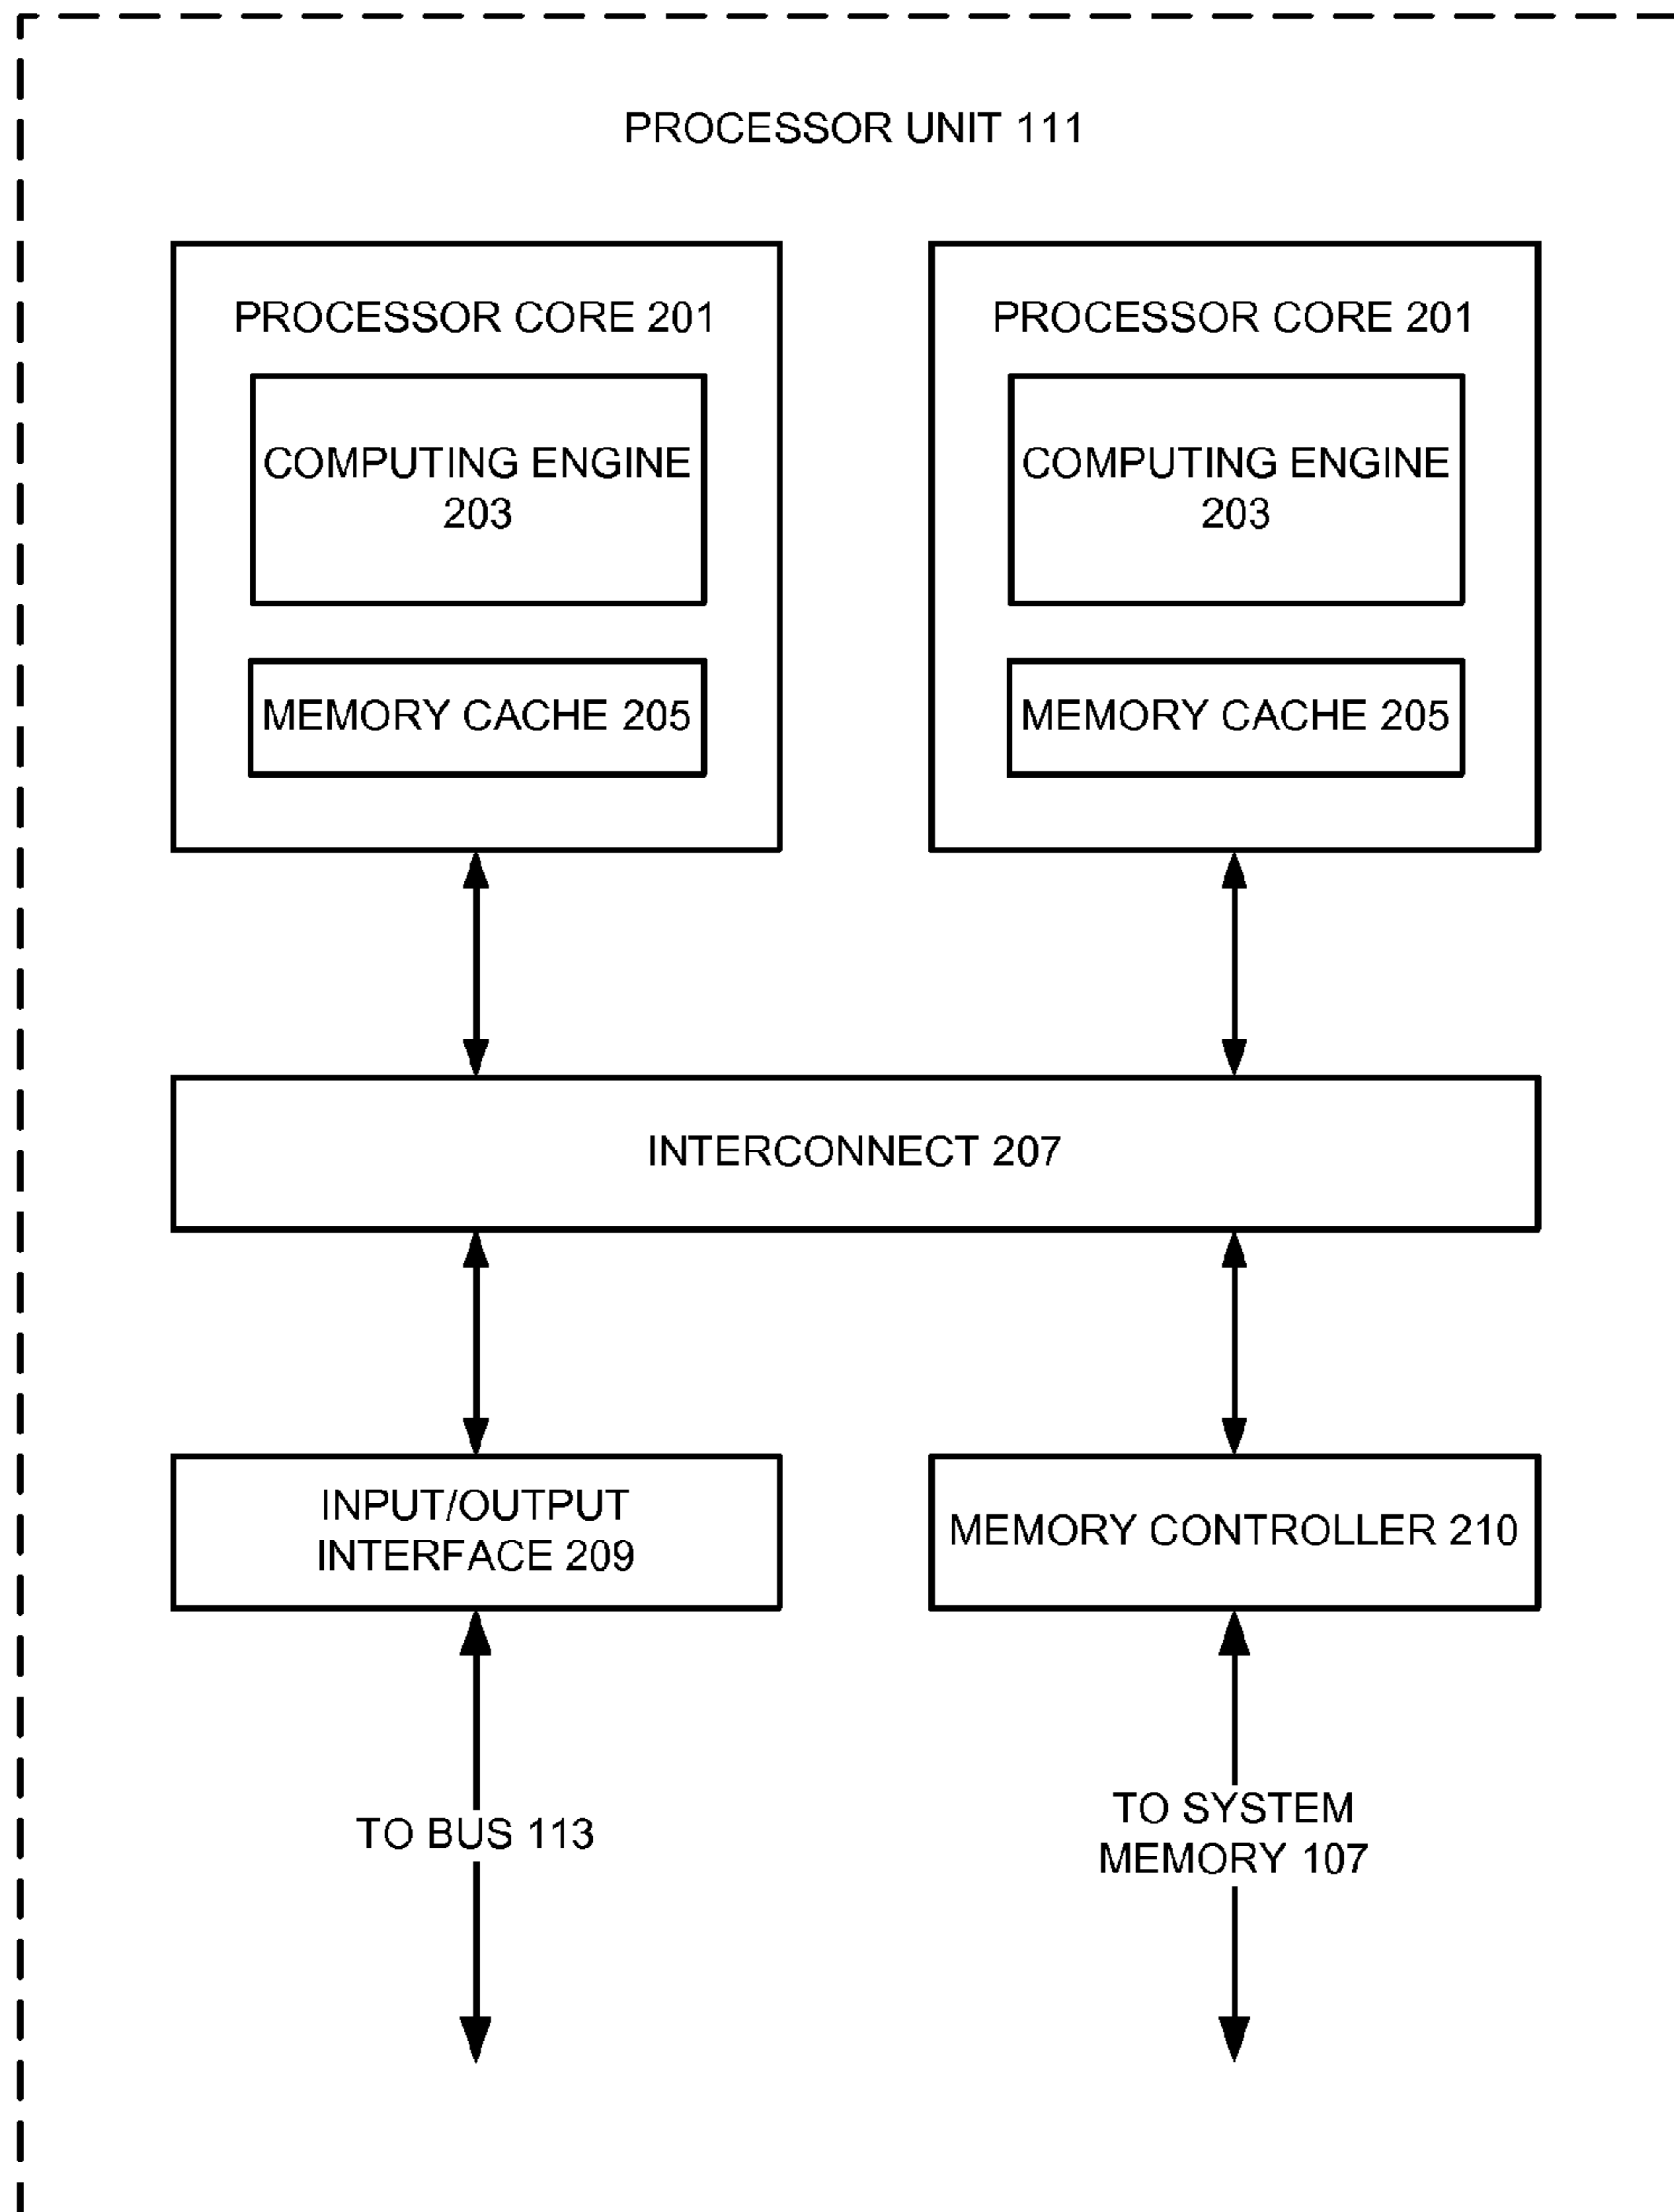 PROCESSOR UNIT 111
PROCESSOR CORE 201
COMPUTING ENGINE
203
MEMORY CACHE 205
PROCESSOR CORE 201
COMPUTING ENGINE
203
MEMORY CACHE 205
INTERCONNECT 207
INPUT/OUTPUT
INTERFACE 209
MEMORY CONTROLLER 210
TO BUS 113
TO SYSTEM
MEMORY 107